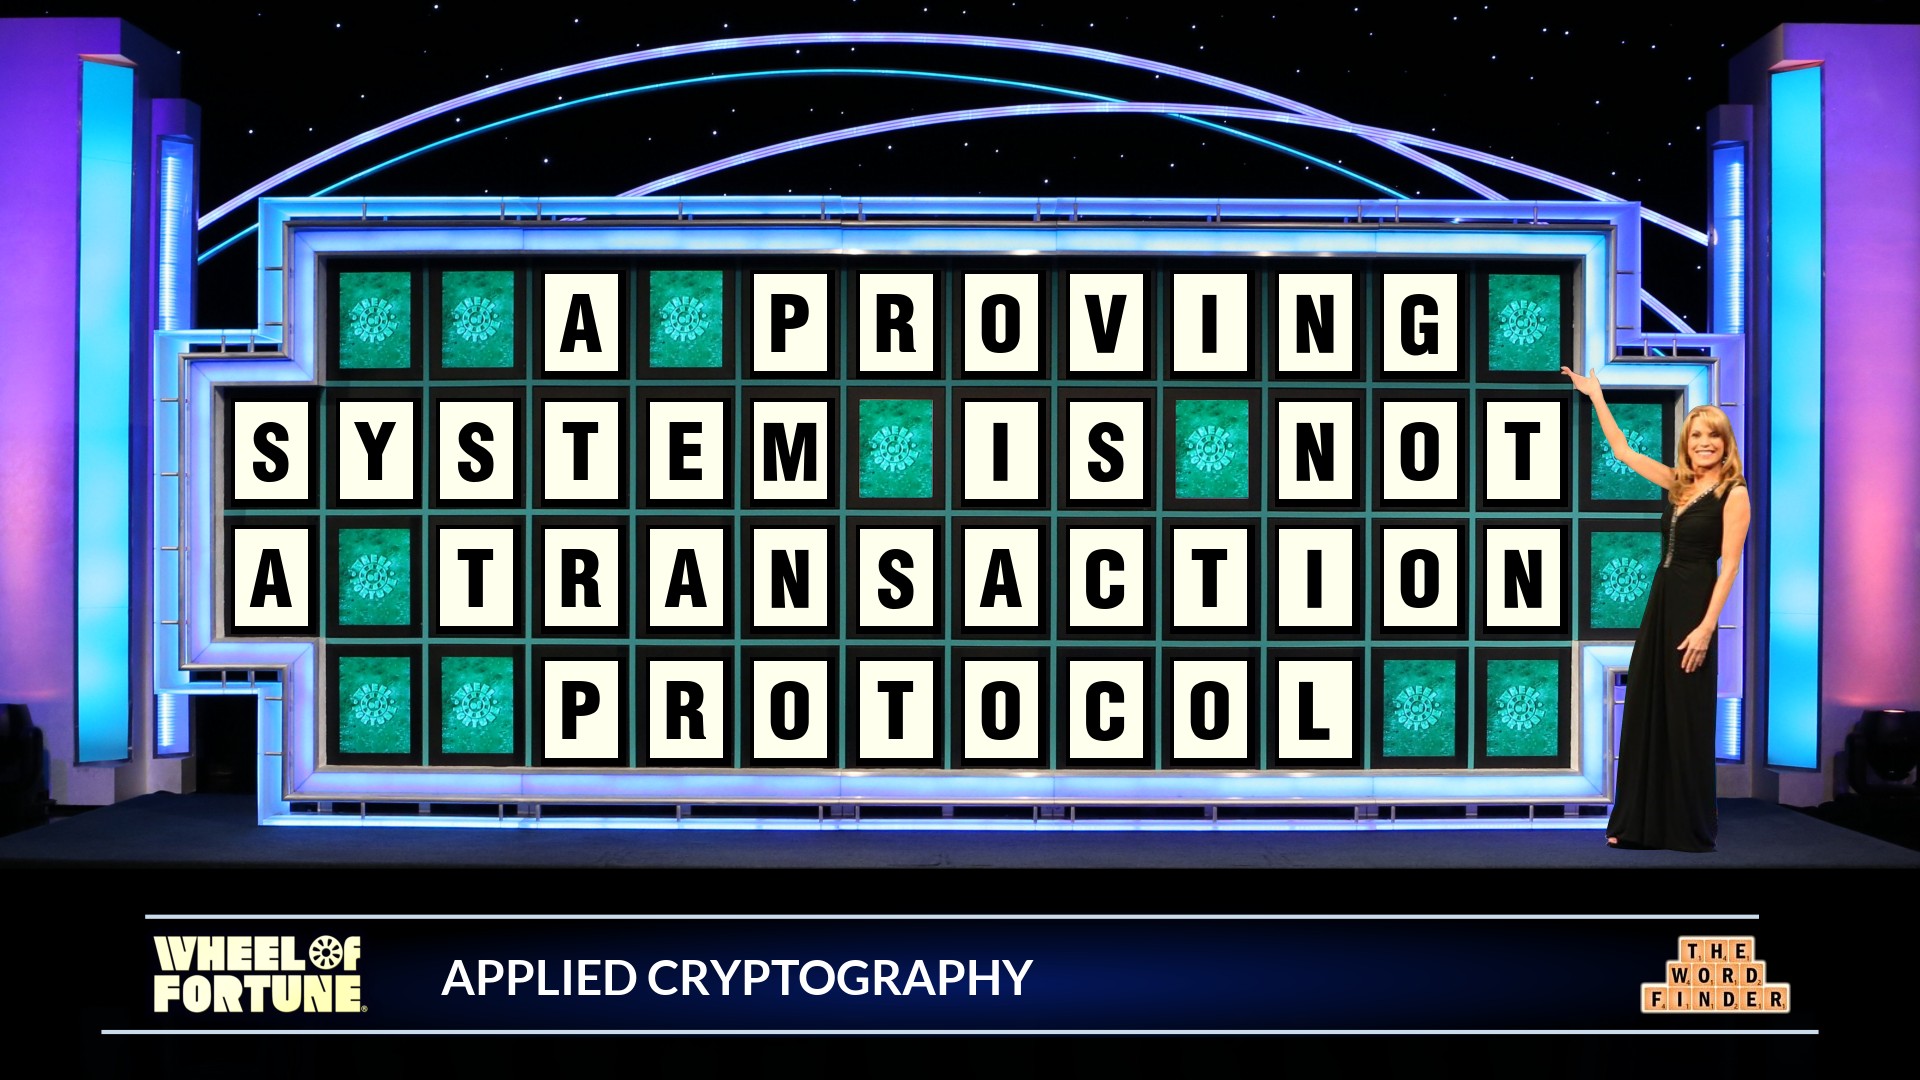 A PROVING
SYSTEM IS NOT
A TRANSACTION
PROTOCOL
WHEEL OF
FORTUNE
APPLIED CRYPTOGRAPHY
THE
WORD
FINDER